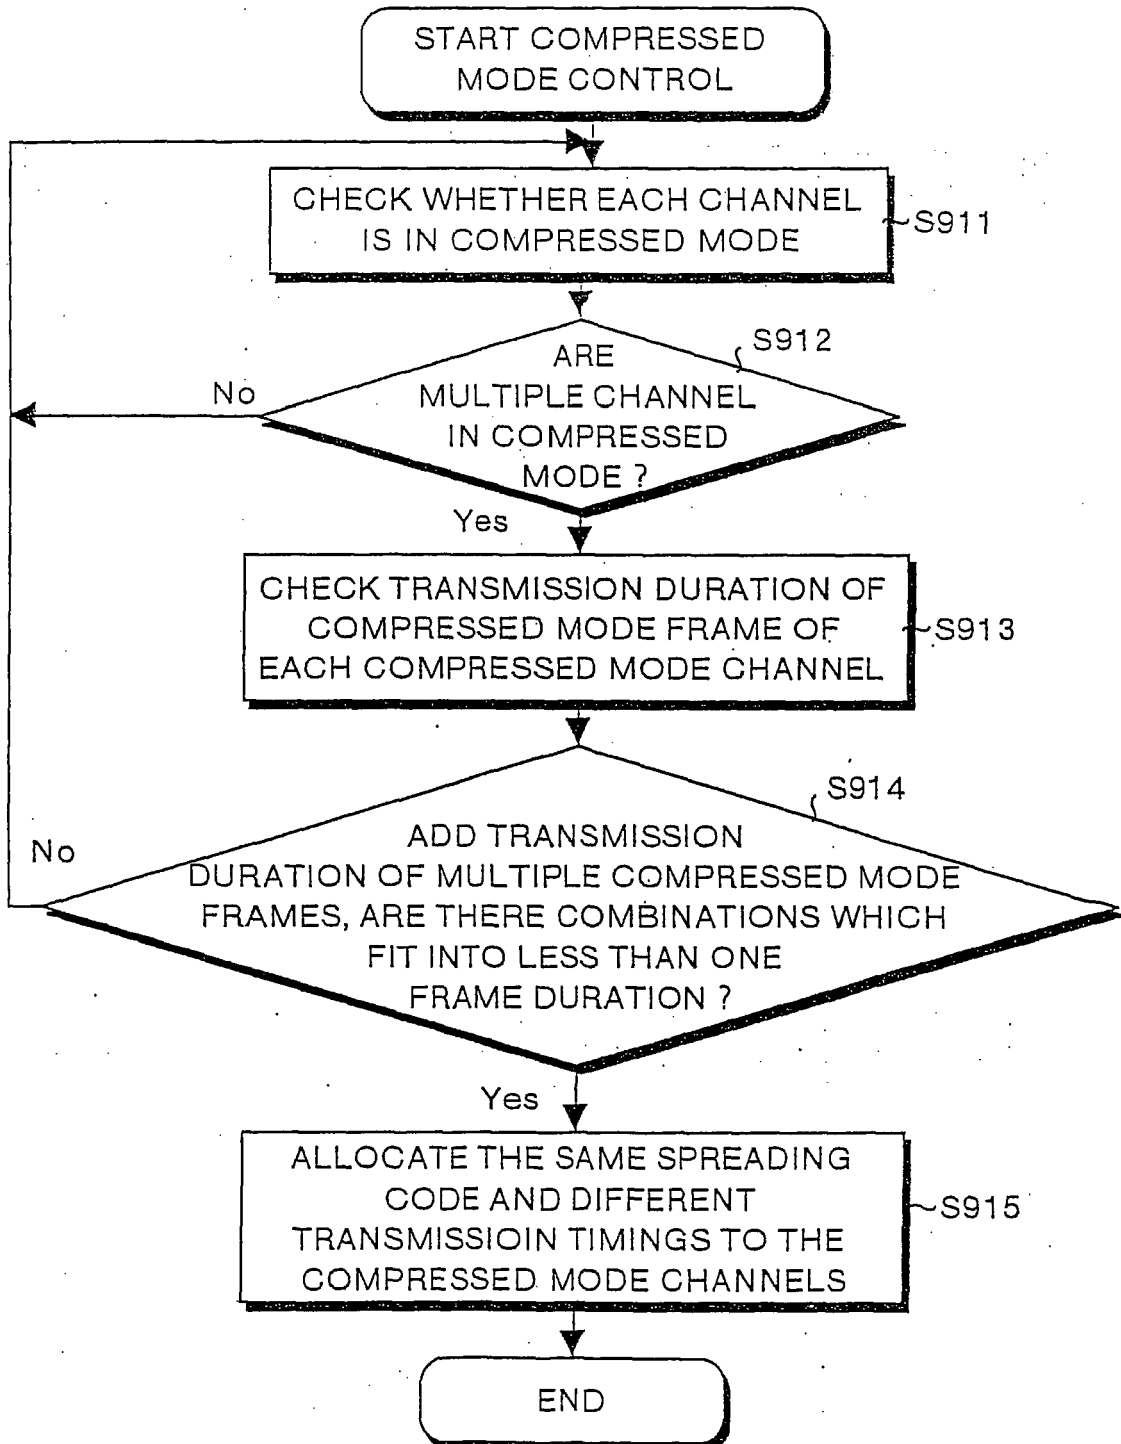 START COMPRESSED
MODE CONTROL
CHECK WHETHER EACH CHANNEL
IS IN COMPRESSED MODE
S911
S912
ARE
MULTIPLE CHANNEL
IN COMPRESSED
MODE ?
No
Yes
CHECK TRANSMISSION DURATION OF
COMPRESSED MODE FRAME OF
EACH COMPRESSED MODE CHANNEL
S913
S914
ADD TRANSMISSION
DURATION OF MULTIPLE COMPRESSED MODE
FRAMES, ARE THERE COMBINATIONS WHICH
FIT INTO LESS THAN ONE
FRAME DURATION ?
No
Yes
ALLOCATE THE SAME SPREADING
CODE AND DIFFERENT
TRANSMISSIOIN TIMINGS TO THE
COMPRESSED MODE CHANNELS
S915
END